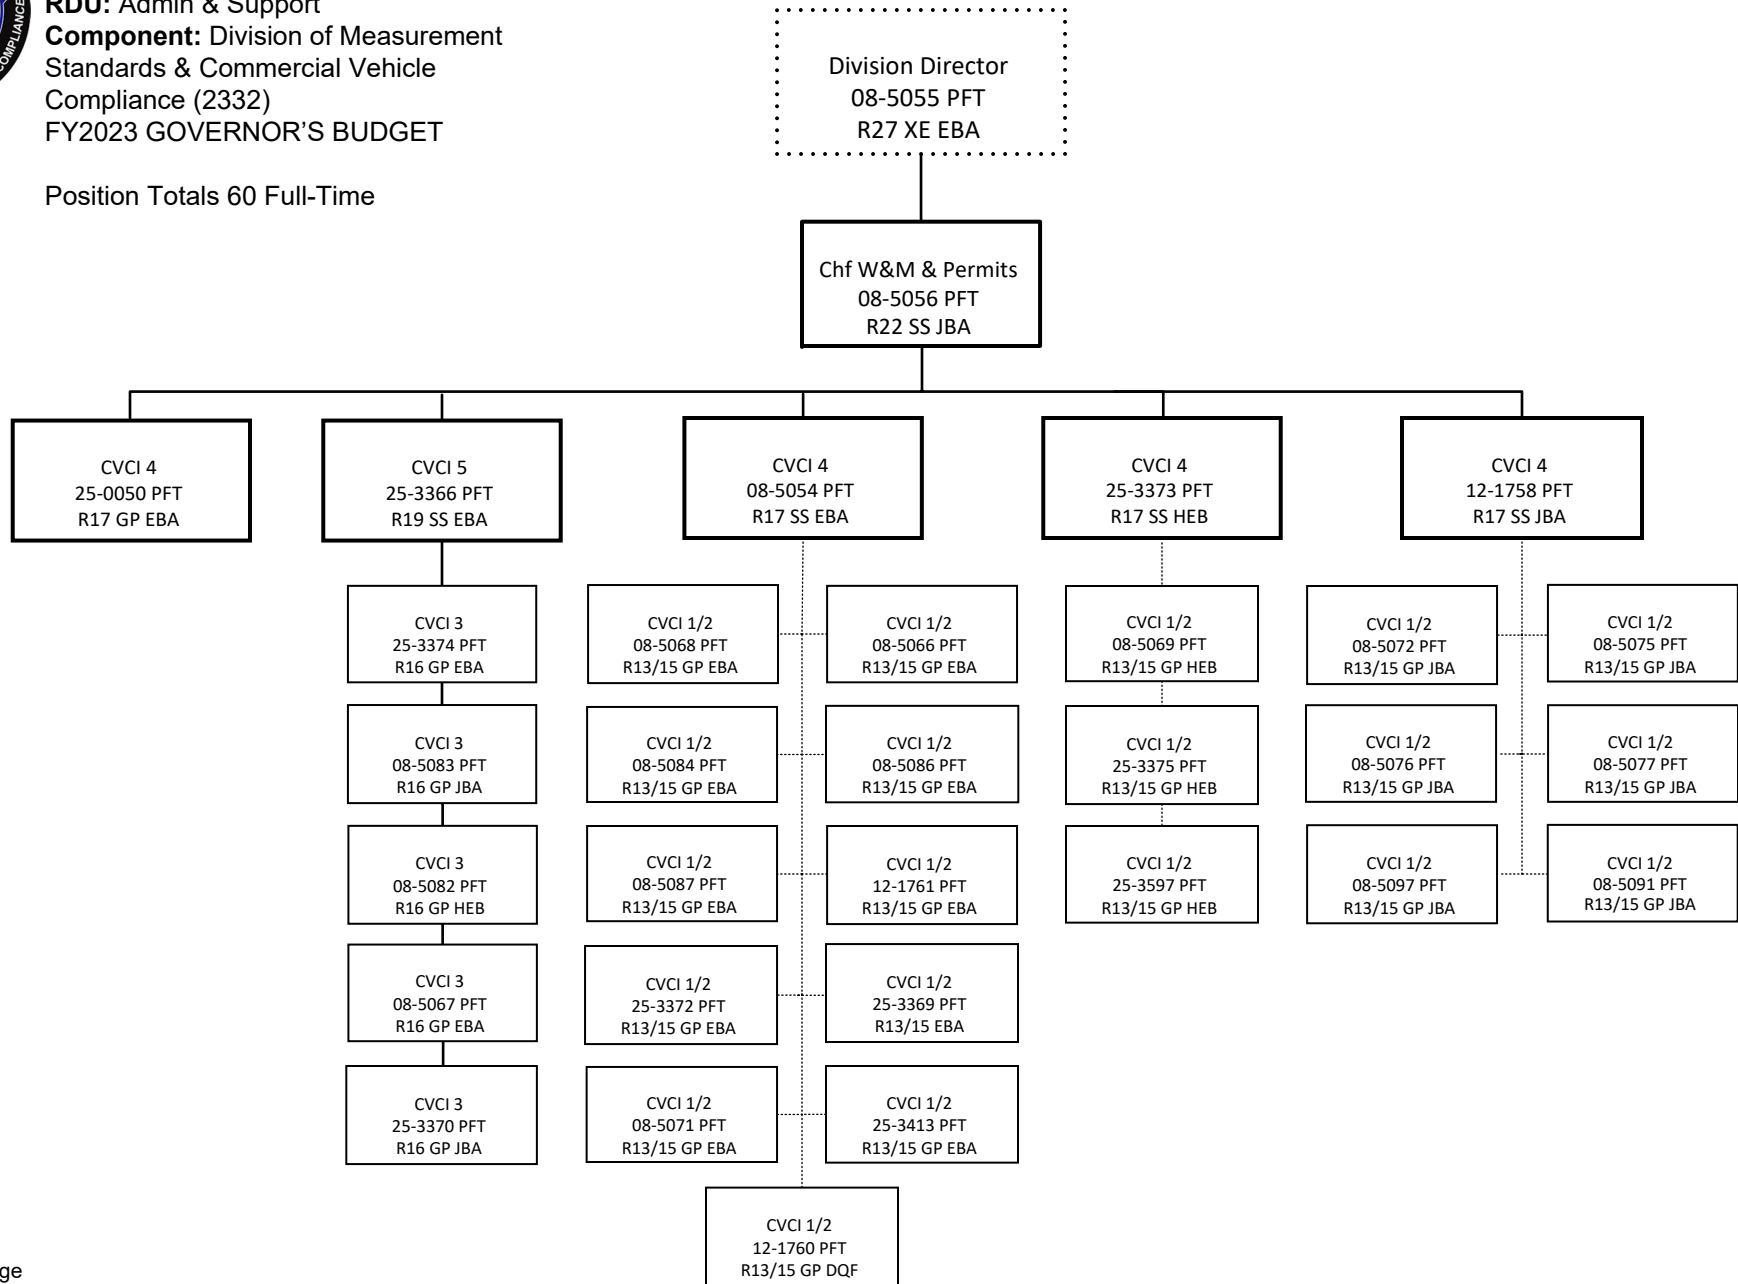 COMPLIANCE
RDU: Admin & Support
Component: Division of Measurement
Standards & Commercial Vehicle
Compliance (2332)
FY2023 GOVERNOR'S BUDGET
Position Totals 60 Full-Time
Division Director
08-5055 PFT
R27 XE EBA
Chf W&M & Permits
08-5056 PFT
R22 SS JBA
CVCI 4
25-0050 PFT
R17 GP EBA
CVCI 5
25-3366 PFT
R19 SS EBA
CVCI 4
08-5054 PFT
R17 SS EBA
CVCI 4
25-3373 PFT
R17 SS HEB
CVCI 4
12-1758 PFT
R17 SS JBA
CVCI 3
25-3374 PFT
R16 GP EBA
CVCI 1/2
08-5068 PFT
R13/15 GP EBA
CVCI 1/2
08-5066 PFT
R13/15 GP EBA
CVCI 1/2
08-5069 PFT
R13/15 GP HEB
CVCI 1/2
08-5072 PFT
R13/15 GP JBA
CVCI 1/2
08-5075 PFT
R13/15 GP JBA
CVCI 3
08-5083 PFT
R16 GP JBA
CVCI 1/2
08-5084 PFT
R13/15 GP EBA
CVCI 1/2
08-5086 PFT
R13/15 GP EBA
CVCI 1/2
25-3375 PFT
R13/15 GP HEB
CVCI 1/2
08-5076 PFT
R13/15 GP JBA
CVCI 1/2
08-5077 PFT
R13/15 GP JBA
CVCI 3
08-5082 PFT
R16 GP HEB
CVCI 1/2
08-5087 PFT
R13/15 GP EBA
CVCI 1/2
12-1761 PFT
R13/15 GP EBA
CVCI 1/2
25-3597 PFT
R13/15 GP HEB
CVCI 1/2
08-5097 PFT
R13/15 GP JBA
CVCI 1/2
08-5091 PFT
R13/15 GP JBA
CVCI 3
08-5067 PFT
R16 GP EBA
CVCI 1/2
25-3372 PFT
R13/15 GP EBA
CVCI 1/2
25-3369 PFT
R13/15 EBA
CVCI 3
25-3370 PFT
R16 GP JBA
CVCI 1/2
08-5071 PFT
R13/15 GP EBA
CVCI 1/2
25-3413 PFT
R13/15 GP EBA
CVCI 1/2
12-1760 PFT
R13/15 GP DQF
ge